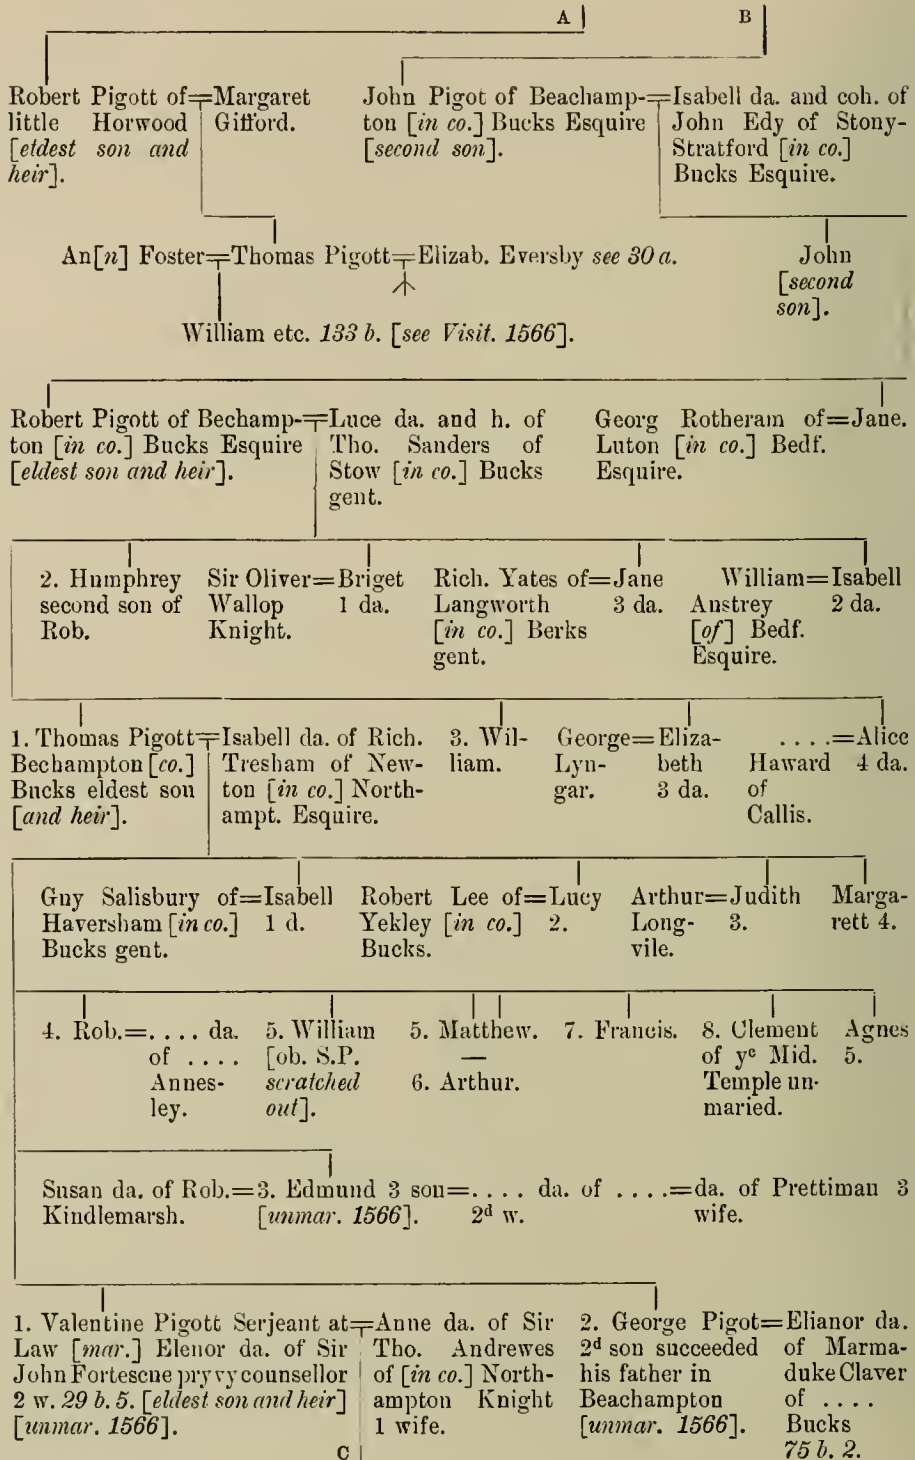 A B
Robert Pigott of=Margaret
little Horwood Gifford.
[eldest son and
heir].
John Pigot of Beachamp-=Isabell da. and coh. of
ton [in co.] Bucks Esquire John Edy of Stony-
[second son]. Stratford [in co.]
Bucks Esquire.
An[n] Foster=Thomas Pigott=Elizab. Eversby see 30 a.
John
[second
son].
William etc. 133 b. [see Visit. 1566].
Robert Pigott of Bechamp-=Luce da. and h. of
ton [in co.] Bucks Esquire Tho. Sanders of
[eldest son and heir]. Stow [in co.] Bucks
gent.
Georg Rotheram of=Jane.
Luton [in co.] Bedf.
Esquire.
2. Humphrey
second son of
Rob.
Sir Oliver=Briget
Wallop 1 da.
Knight.
Rich. Yates of=Jane
Langworth 3 da.
[in co.] Berks
gent.
William=Isabell
Anstrey 2 da.
[of] Bedf.
Esquire.
1. Thomas Pigott=Isabell da. of Rich.
Bechampton [co.] Tresham of New-
Bucks eldest son ton [in co.] North-
[and heir]. ampt. Esquire.
3. Wil-
liam.
George=Eliza-
Lyn- beth
gar. 3 da.
. . . .=Alice
Haward 4 da.
of
Callis.
Guy Salisbury of=Isabell
Haversham [in co.] 1 d.
Bucks gent.
Robert Lee of=Lucy
Yekley [in co.] 2.
Bucks.
Arthur=Judith
Long- 3.
vile.
Marga-
rett 4.
4. Rob.=. . . . da.
of . . . .
Annes-
ley.
5. William
[ob. S.P.
scratched
out].
5. Matthew.
—
6. Arthur.
7. Francis.
8. Clement
of yᵉ Mid.
Temple un-
maried.
Agnes
5.
Susan da. of Rob.=3. Edmund 3 son=. . . . da. of . . . .=da. of Prettiman 3
Kindlemarsh. [unmar. 1566]. 2ᵈ w. wife.
1. Valentine Pigott Serjeant at=Anne da. of Sir
Law [mar.] Elenor da. of Sir Tho. Andrewes
John Fortescue pryvy counsellor of [in co.] North-
2 w. 29 b. 5. [eldest son and heir] ampton Knight
[unmar. 1566]. 1 wife.
2. George Pigot=Elianor da.
2ᵈ son succeeded of Marma-
his father in duke Claver
Beachampton of . . . .
[unmar. 1566]. Bucks
75 b. 2.
C